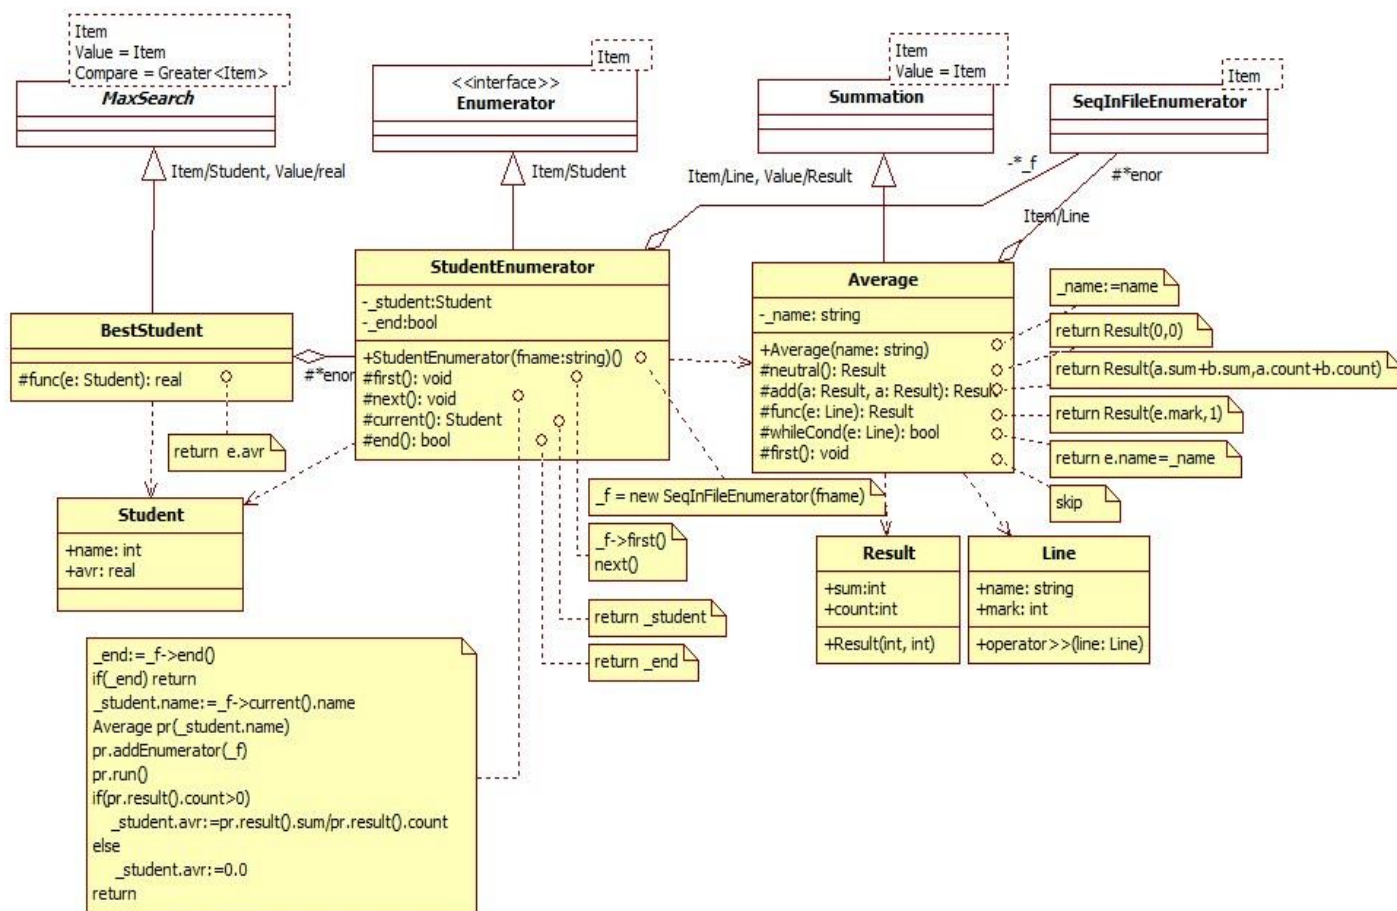 Item
Value = Item
Compare = Greater<Item>
MaxSearch
Item
<<interface>>
Enumerator
Item
Value = Item
Summation
Item
SeqInFileEnumerator
Item/Student, Value/real
Item/Student
Item/Line, Value/Result
-*_f
#*enor
Item/Line
BestStudent
#func(e: Student): real
#*enor
return e.avr
StudentEnumerator
-_student:Student
-_end:bool
+StudentEnumerator(fname:string)()
#first(): void
#next(): void
#current(): Student
#end(): bool
Average
-_name: string
+Average(name: string)
#neutral(): Result
#add(a: Result, a: Result): Result
#func(e: Line): Result
#whileCond(e: Line): bool
#first(): void
_name:=name
return Result(0,0)
return Result(a.sum+b.sum,a.count+b.count)
return Result(e.mark,1)
return e.name=_name
skip
Student
+name: int
+avr: real
_f = new SeqInFileEnumerator(fname)
_f->first()
next()
return _student
return _end
Result
+sum:int
+count:int
+Result(int, int)
Line
+name: string
+mark: int
+operator>>(line: Line)
_end:=_f->end()
if(_end) return
_student.name:=_f->current().name
Average pr(_student.name)
pr.addEnumerator(_f)
pr.run()
if(pr.result().count>0)
_student.avr:=pr.result().sum/pr.result().count
else
_student.avr:=0.0
return